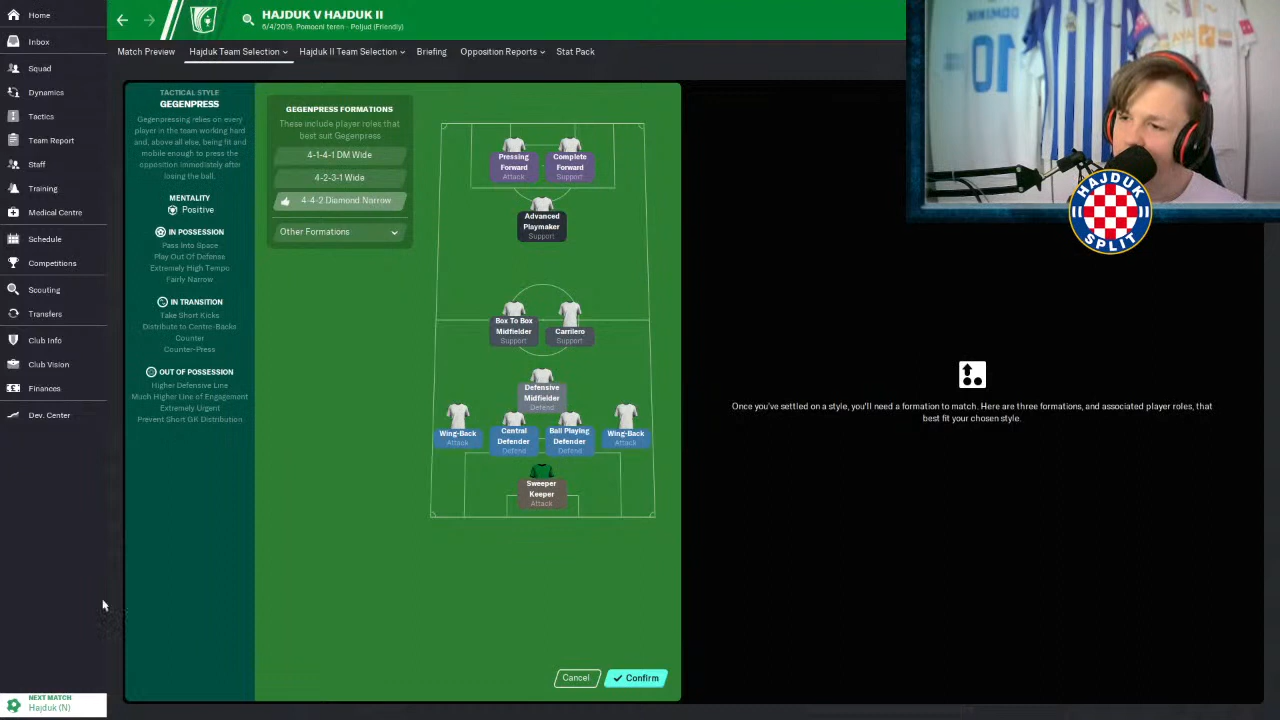 Home
Inbox
Squad
Dynamics
Tactics
Team Report
Staff
Training
Medical Centre
Schedule
Competitions
Scouting
Transfers
Club Info
Club Vision
Finances
Dev. Center
NEXT MATCH
Hajduk (N)
HAJDUK V HAJDUK II
6/4/2019, Pomocni teren - Poljud (Friendly)
Match Preview
Hajduk Team Selection
Hajduk II Team Selection
Briefing
Opposition Reports
Stat Pack
TACTICAL STYLE
GEGENPRESS
Gegenpressing relies on every
player in the team working hard
and, above all else, being fit and
mobile enough to press the
opposition immediately after
losing the ball.
MENTALITY
Positive
IN POSSESSION
Pass Into Space
Play Out Of Defense
Extremely High Tempo
Fairly Narrow
IN TRANSITION
Take Short Kicks
Distribute to Centre-Backs
Counter
Counter-Press
OUT OF POSSESSION
Higher Defensive Line
Much Higher Line of Engagement
Extremely Urgent
Prevent Short GK Distribution
GEGENPRESS FORMATIONS
These include player roles that
best suit Gegenpress
4-1-4-1 DM Wide
4-2-3-1 Wide
4-4-2 Diamond Narrow
Other Formations
Pressing
Forward
Attack
Complete
Forward
Support
Advanced
Playmaker
Support
Box To Box
Midfielder
Support
Carrilero
Support
Defensive
Midfielder
Defend
Wing-Back
Attack
Central
Defender
Defend
Ball Playing
Defender
Defend
Wing-Back
Attack
Sweeper
Keeper
Attack
Cancel
Confirm
Once you've settled on a style, you'll need a formation to match. Here are three formations, and associated player roles, that
best fit your chosen style.
10
HAJDUK
SPLIT